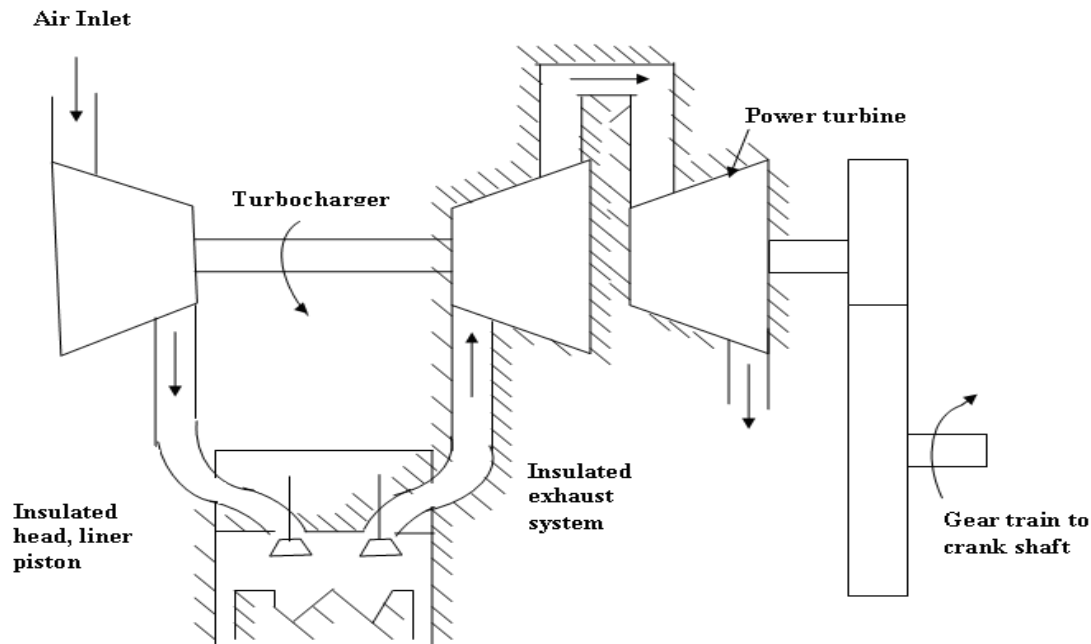 Air Inlet
Power turbine
Turbocharger
Insulated
head, liner
piston
Insulated
exhaust
system
Gear train to
crank shaft